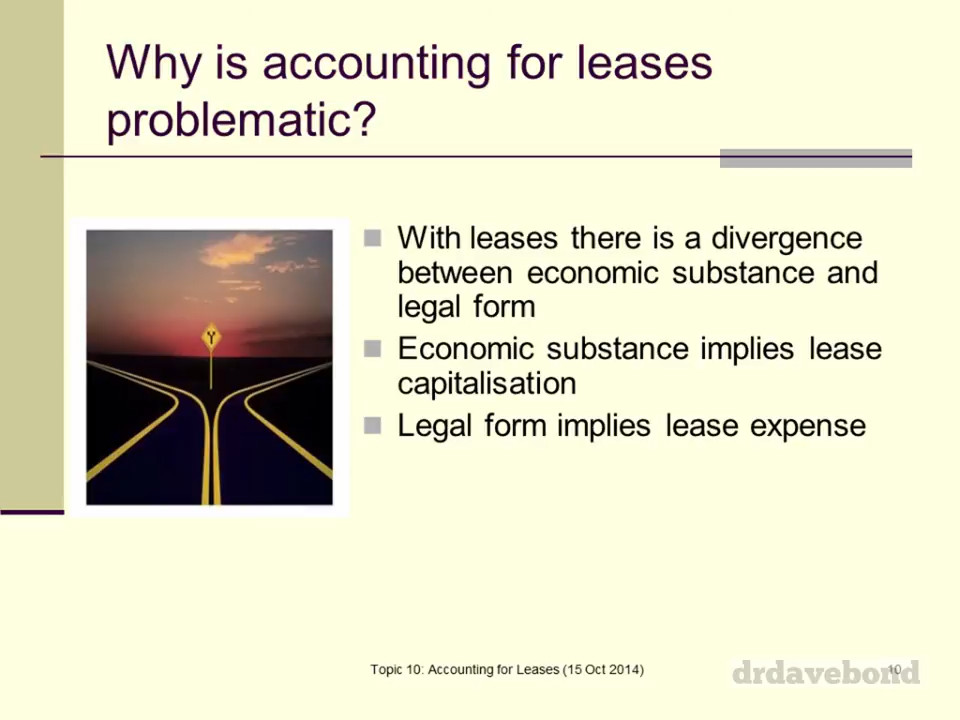 Why is accounting for leases
problematic?
With leases there is a divergence
between economic substance and
legal form
Economic substance implies lease
capitalisation
Legal form implies lease expense
Topic 10: Accounting for Leases (15 Oct 2014)
10
drdavebond